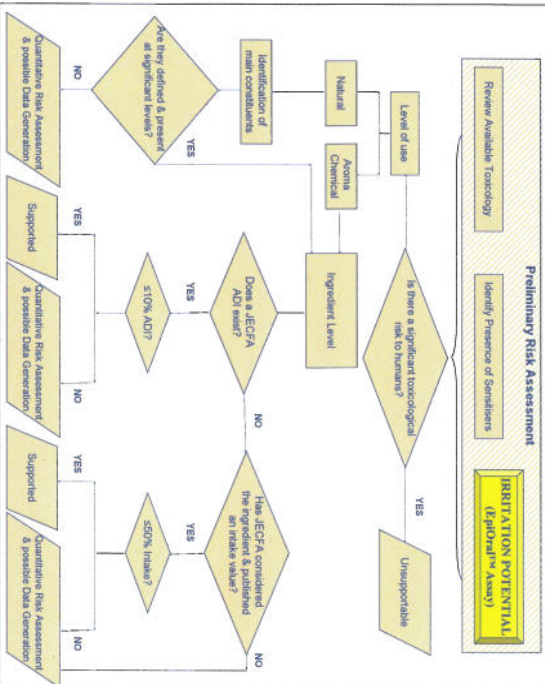 Preliminary Risk Assessment
Review Available Toxicology
Identify Presence of Sensitisers
IRRITATION POTENTIAL
(EpiOral™ Assay)
Level of use
Is there a significant toxicological
risk to humans?
YES
Unsupportable
Natural
Aroma
Chemical
Ingredient Level
Identification of
main constituents
Does a JECFA
ADI exist?
NO
Has JECFA considered
the ingredient & published
an intake value?
Are they defined & present
at significant levels?
YES
YES
YES
NO
≤10% ADI?
≤50% Intake?
NO
YES
NO
YES
NO
Quantitative Risk Assessment
& possible Data Generation
Supported
Quantitative Risk Assessment
& possible Data Generation
Supported
Quantitative Risk Assessment
& possible Data Generation